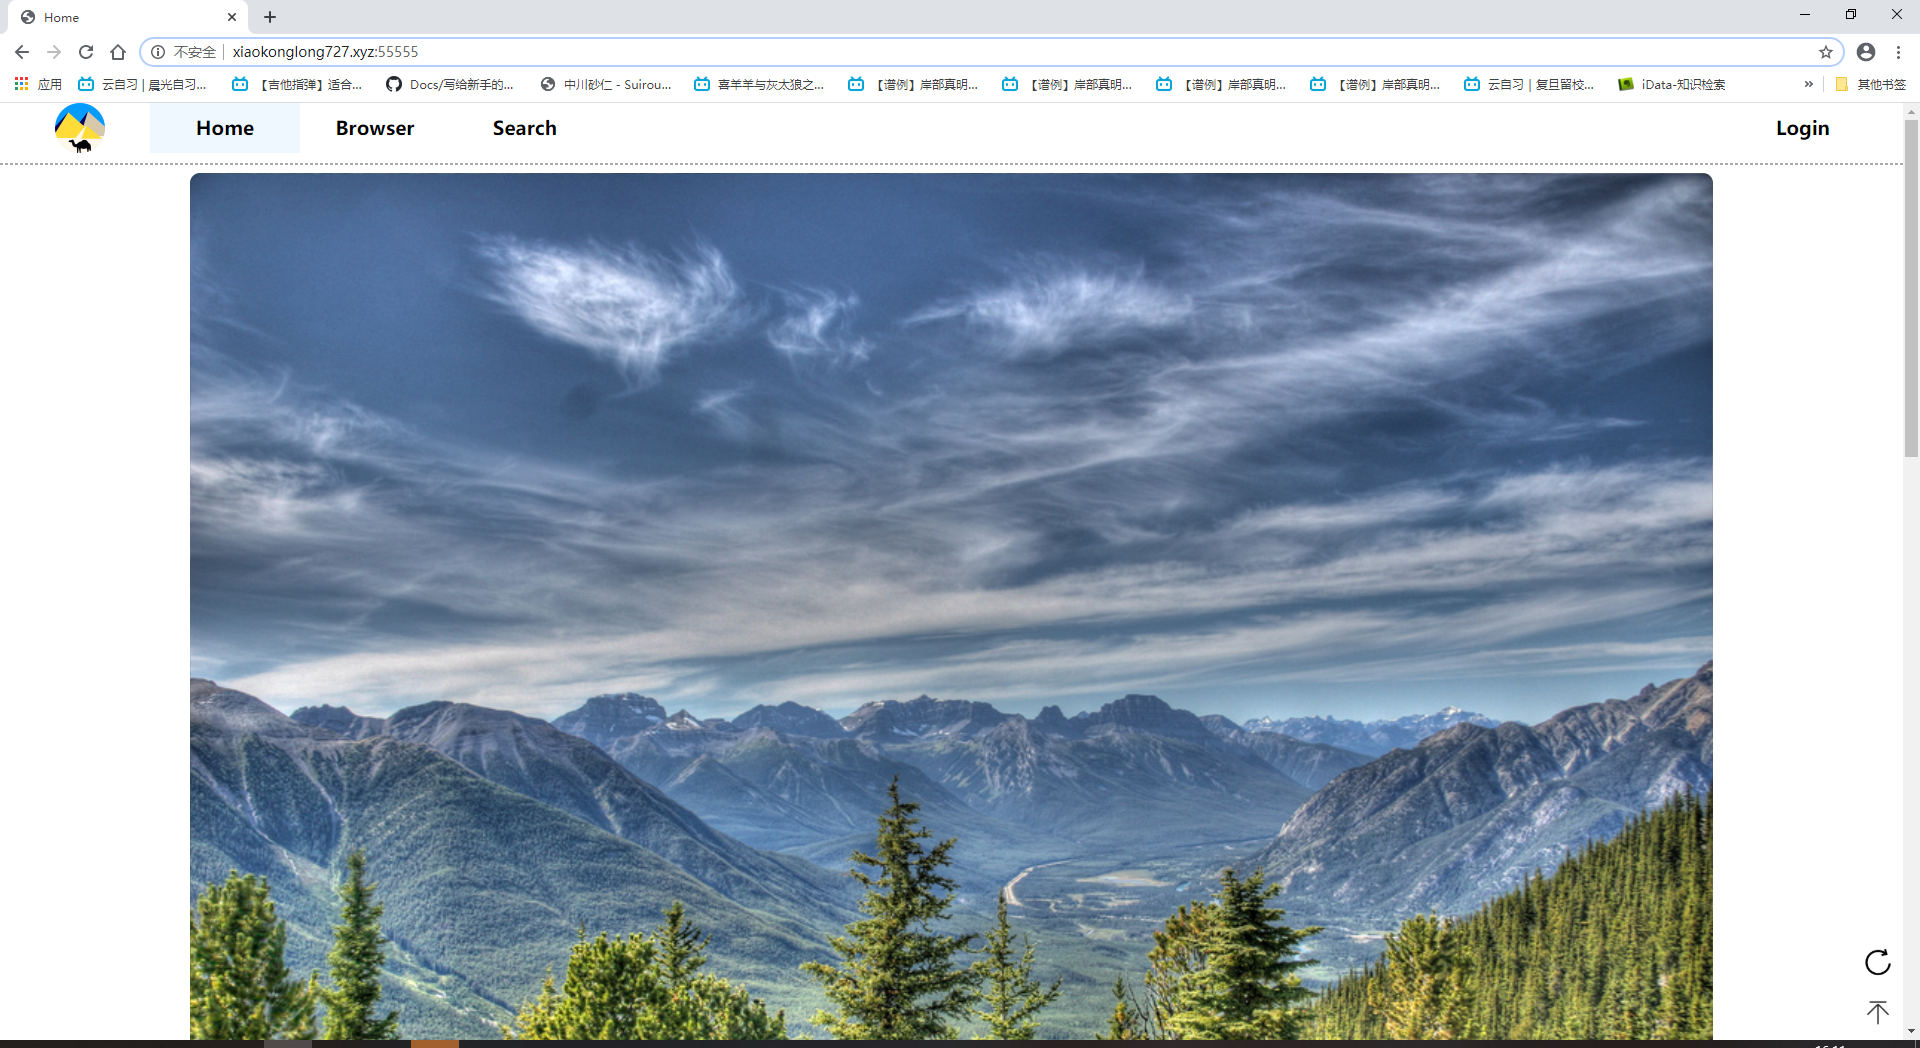 Home
不安全 | xiaokonglong727.xyz:55555
应用 云自习 | 晨光自习... 【吉他指弹】适合... Docs/写给新手的... 中川砂仁 - Suirou... 喜羊羊与灰太狼之... 【谱例】岸部真明... 【谱例】岸部真明... 【谱例】岸部真明... 【谱例】岸部真明... 云自习 | 复旦留校... iData-知识检索 » 其他书签
Home Browser Search Login